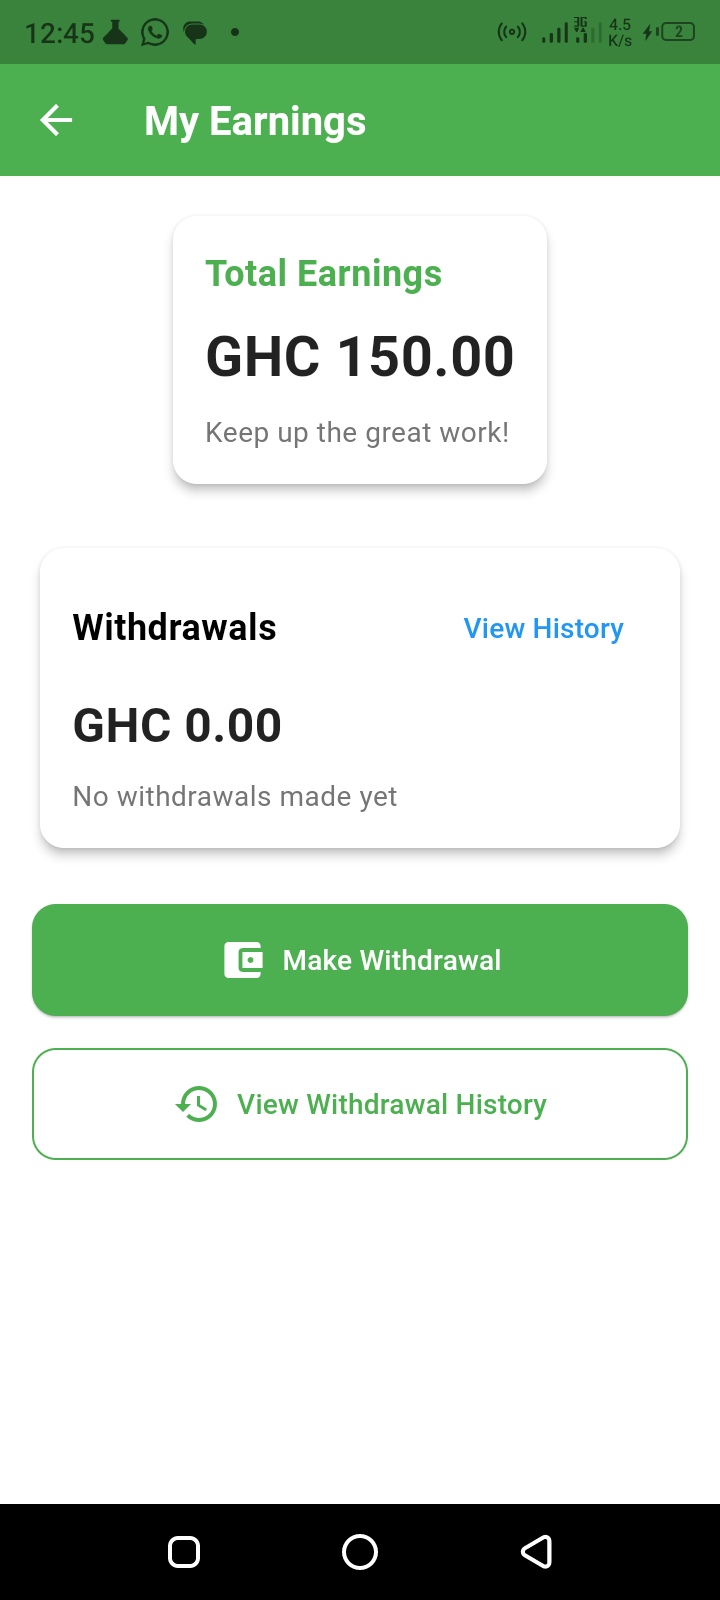 12:45
3G
4.5
K/s
2
My Earnings
Total Earnings
GHC 150.00
Keep up the great work!
Withdrawals
View History
GHC 0.00
No withdrawals made yet
Make Withdrawal
View Withdrawal History